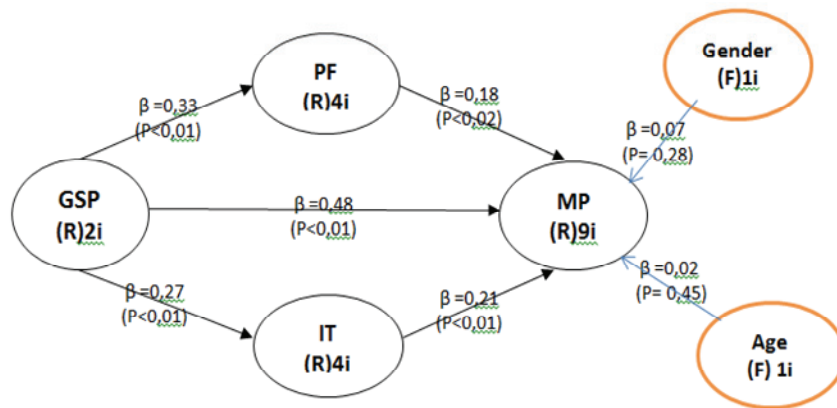 Gender
(F)1i
PF
(R)4i
β =0,33
(P<0,01)
β =0,18
(P<0,02)
β =0,07
(P= 0,28)
GSP
(R)2i
β =0,48
(P<0,01)
MP
(R)9i
β =0,27
(P<0,01)
β =0,21
(P<0,01)
β =0,02
(P= 0,45)
IT
(R)4i
Age
(F) 1i